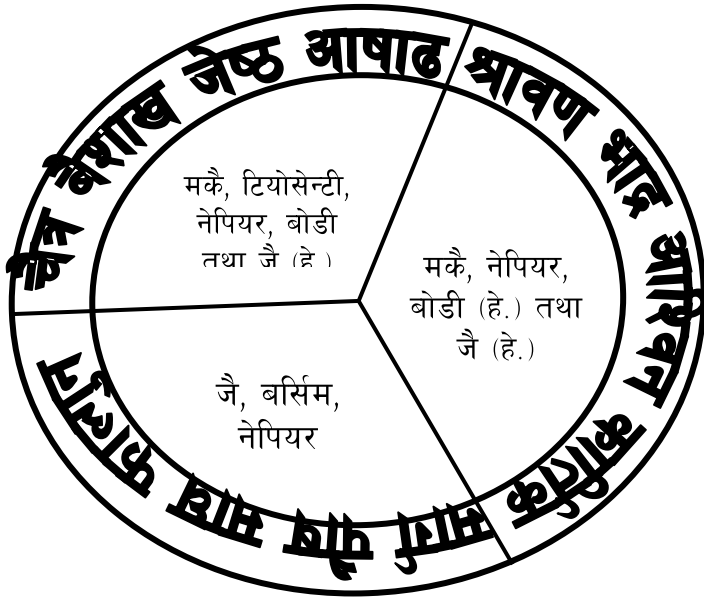 चैत्र बैशाख जेष्ठ आषाढ
श्रावण भाद्र आश्विन कार्तिक
मार्ग पौष माघ फाल्गुन
मकै, टियोसेन्टी,
नेपियर, बोडी
तथा जै (हे.)
मकै, नेपियर,
बोडी (हे.) तथा
जै (हे.)
जै, बर्सिम,
नेपियर